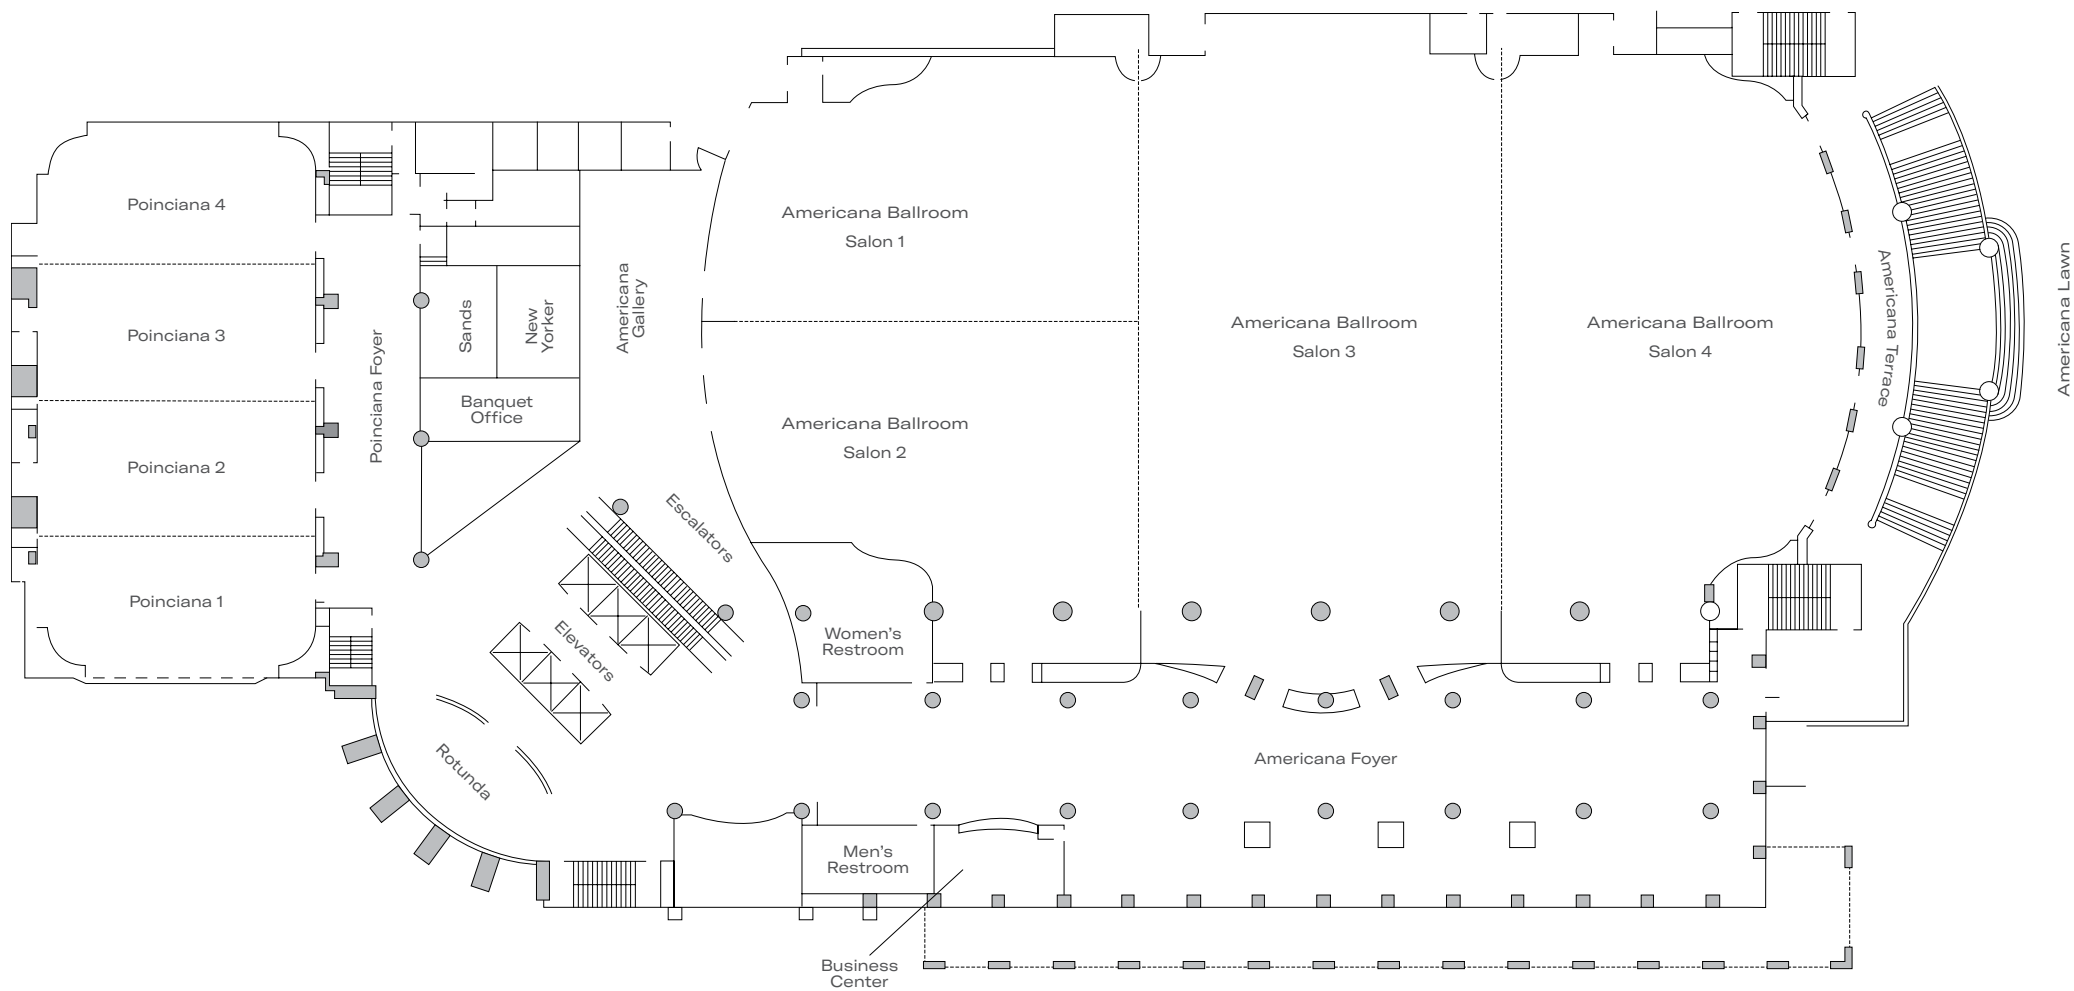 Poinciana 4
Poinciana 3
Poinciana 2
Poinciana 1
Poinciana Foyer
Sands
New
Yorker
Banquet
Office
Americana
Gallery
Escalators
Elevators
Rotunda
Americana Ballroom
Salon 1
Americana Ballroom
Salon 2
Americana Ballroom
Salon 3
Americana Ballroom
Salon 4
Americana Terrace
Americana Lawn
Women's
Restroom
Americana Foyer
Men's
Restroom
Business
Center